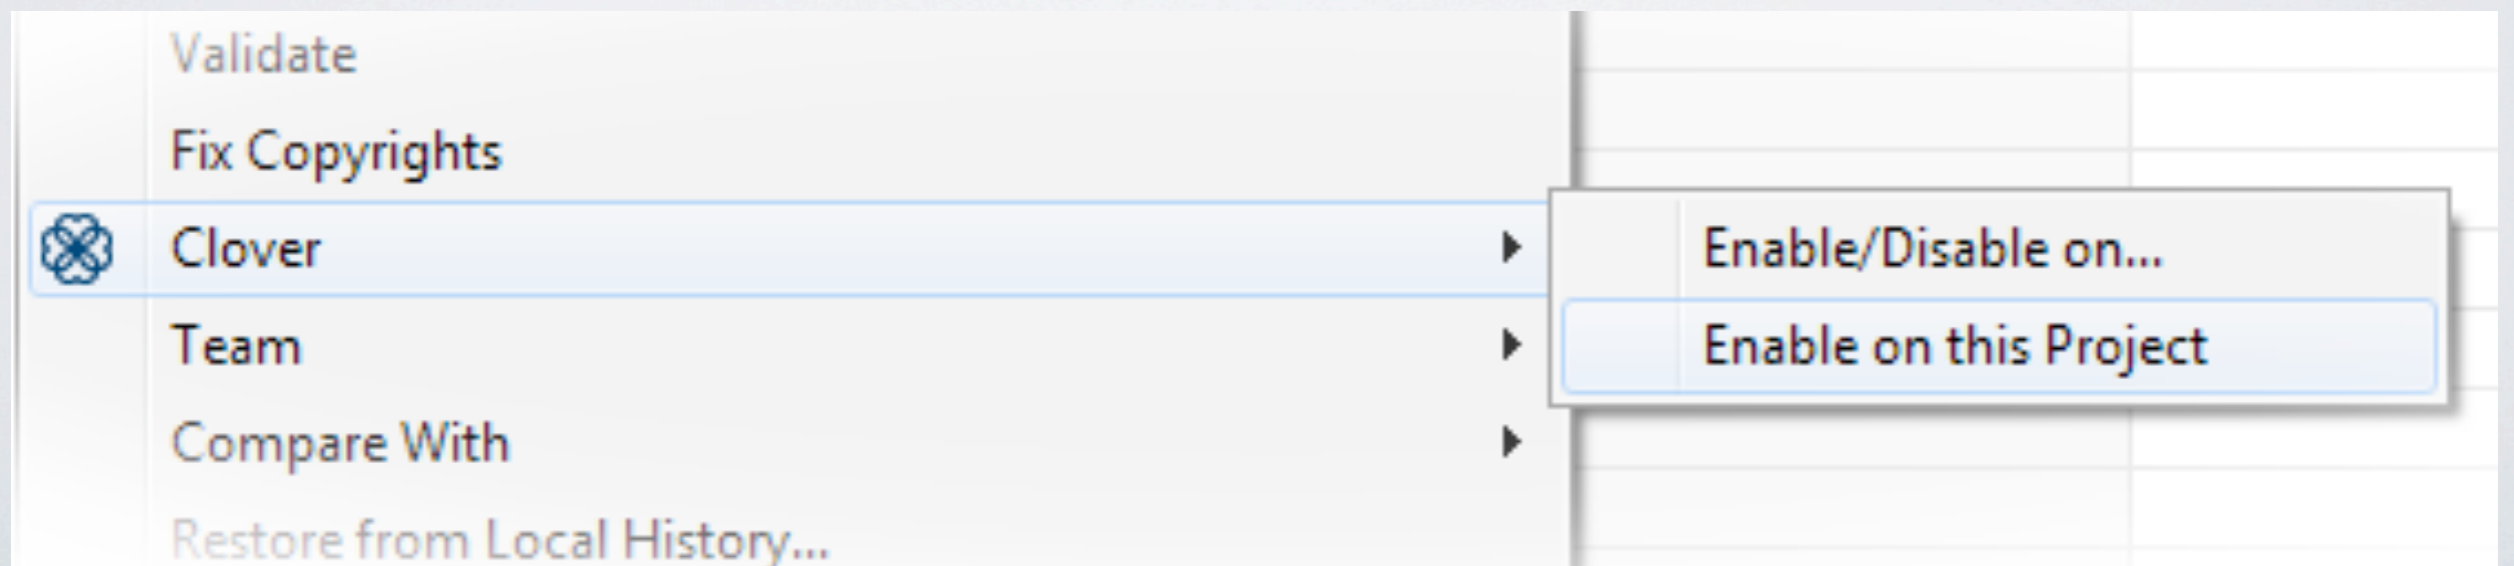 Validate
Fix Copyrights
Clover
Enable/Disable on...
Enable on this Project
Team
Compare With
Restore from Local History...